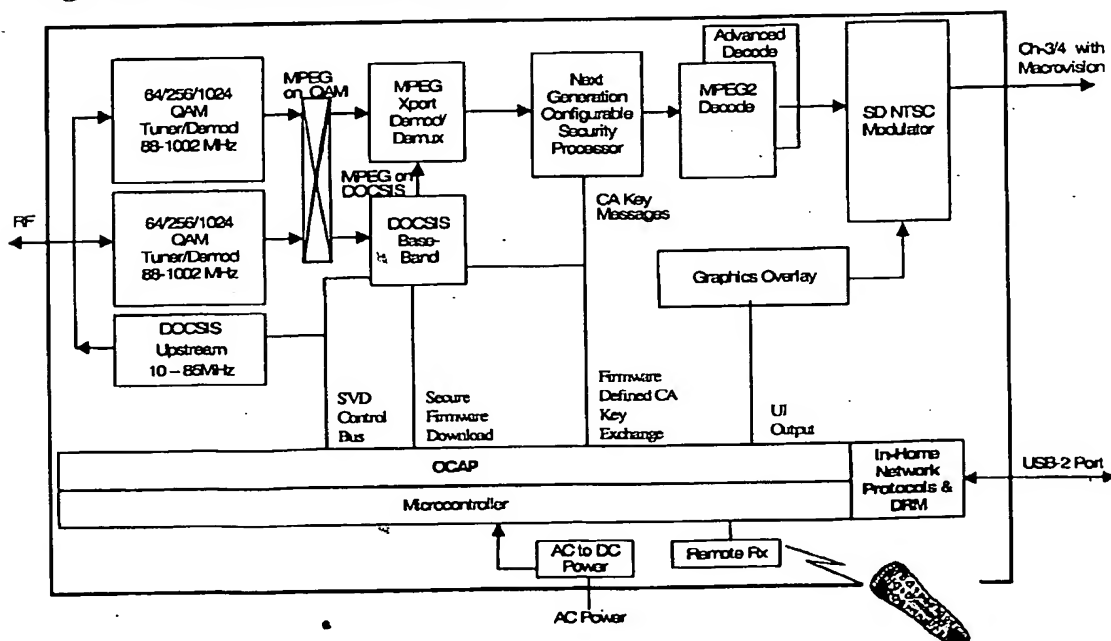 Advanced
Decode
Ch-3/4 with
Macrovision
64/256/1024
QAM
Tuner/Demod
88-1002 MHz
MPEG
on QAM
MPEG
Xport
Demod/
Demux
Next
Generation
Configurable
Security
Processor
MPEG2
Decode
SD NTSC
Modulator
MPEG on
DOCSIS
CA Key
Messages
RF
64/256/1024
QAM
Tuner/Demod
88-1002 MHz
DOCSIS
Base-
Band
Graphics Overlay
DOCSIS
Upstream
10 – 85MHz
SVD
Control
Bus
Secure
Firmware
Download
Firmware
Defined CA
Key
Exchange
UI
Output
OCAP
In-Home
Network
Protocols &
DRM
USB-2 Port
Microcontroller
AC to DC
Power
Remote Rx
AC Power